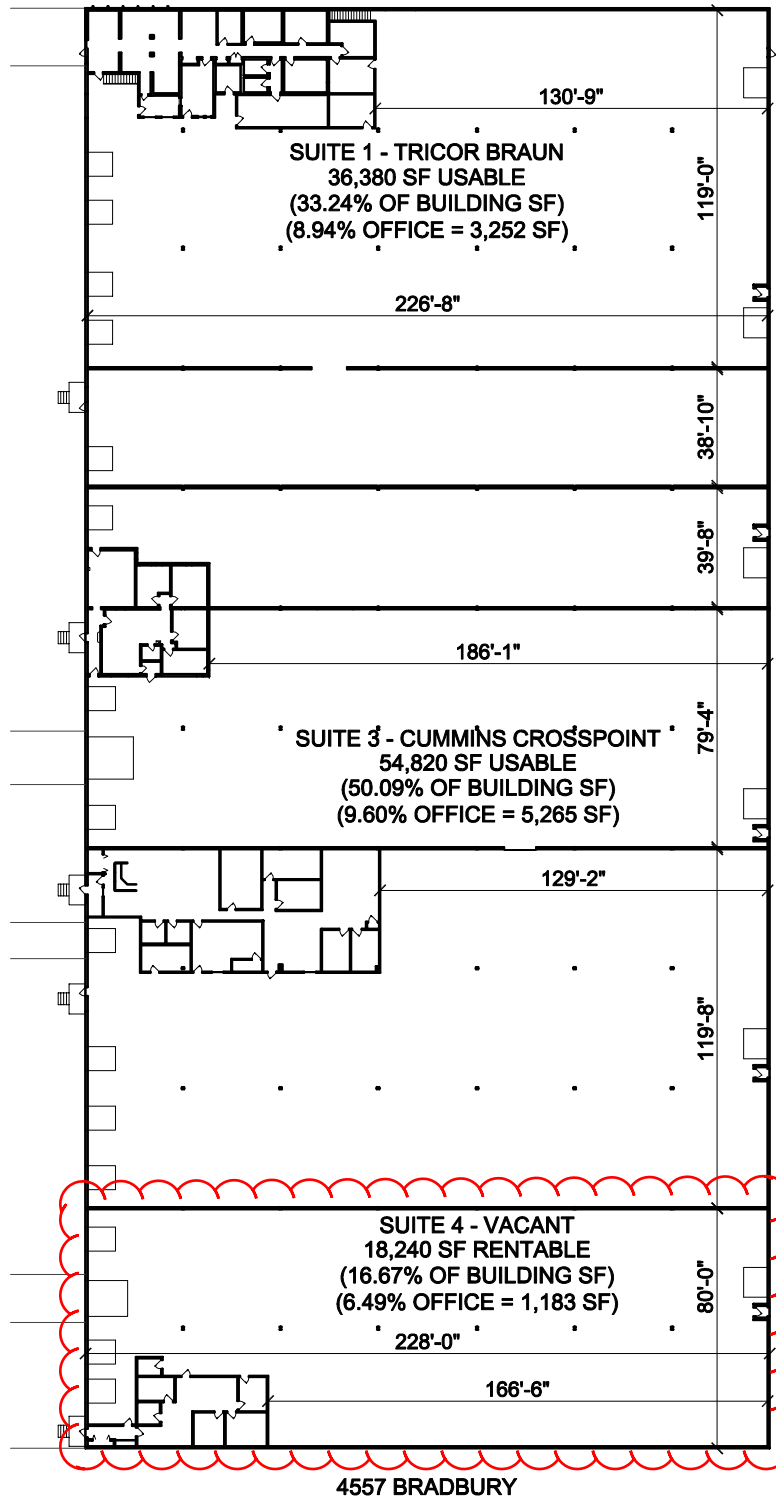 130'-9"
SUITE 1 - TRICOR BRAUN
36,380 SF USABLE
(33.24% OF BUILDING SF)
(8.94% OFFICE = 3,252 SF)
119'-0"
226'-8"
38'-10"
39'-8"
186'-1"
79'-4"
SUITE 3 - CUMMINS CROSSPOINT
54,820 SF USABLE
(50.09% OF BUILDING SF)
(9.60% OFFICE = 5,265 SF)
129'-2"
119'-8"
SUITE 4 - VACANT
18,240 SF RENTABLE
(16.67% OF BUILDING SF)
(6.49% OFFICE = 1,183 SF)
80'-0"
228'-0"
166'-6"
4557 BRADBURY